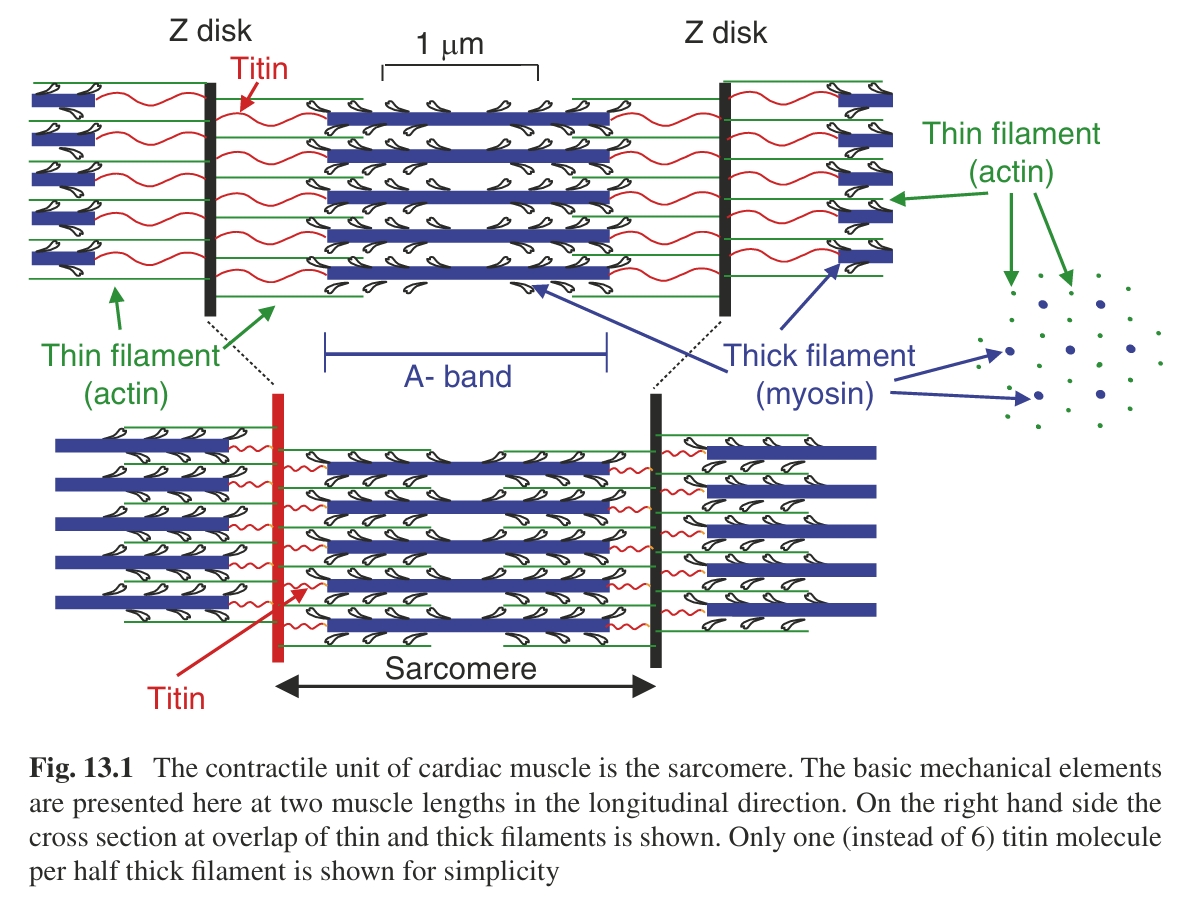 Z disk
Z disk
1 μm
Titin
Thin filament
(actin)
Thin filament
(actin)
Thick filament
(myosin)
A- band
Sarcomere
Titin
Fig. 13.1 The contractile unit of cardiac muscle is the sarcomere. The basic mechanical elements
are presented here at two muscle lengths in the longitudinal direction. On the right hand side the
cross section at overlap of thin and thick filaments is shown. Only one (instead of 6) titin molecule
per half thick filament is shown for simplicity